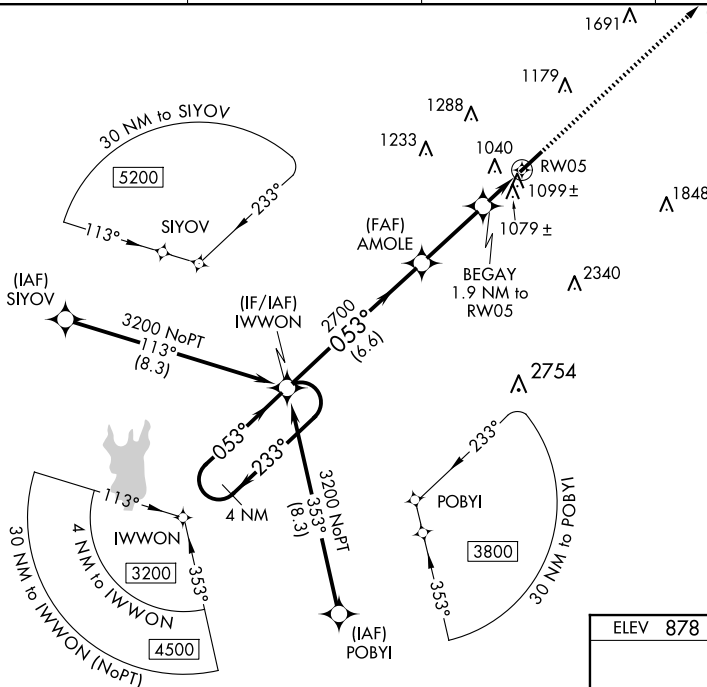 1691
1179
1288
1233
1040
RW05
1099 ±
1079 ±
1848
30 NM to SIYOV
5200
113°
233°
SIYOV
(FAF)
AMOLE
BEGAY
1.9 NM to
RW05
2340
(IAF)
SIYOV
(IF/IAF)
IWWON
2700
053°
(6.6)
3200 NoPT
113°
(8.3)
2754
053°
233°
4 NM
3200 NoPT
353°
(8.3)
233°
POBYI
3800
353°
30 NM to POBYI
113°
IWWON
3200
353°
4 NM to IWWON
30 NM to IWWON (NoPT)
4500
(IAF)
POBYI
ELEV 878